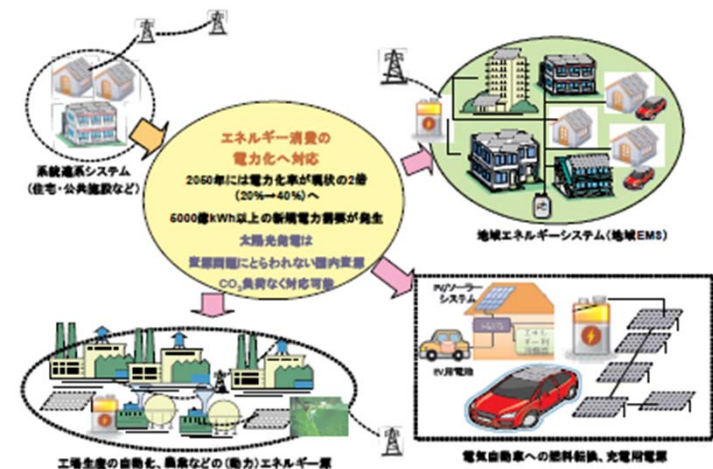 系統連系システム
(住宅・公共施設など)
エネルギー消費の
電力化へ対応
2050年には電力化率が現状の2倍
(20%→40%)へ
5000億kWh以上の新規電力需要が発生
太陽光発電は
資源問題にとらわれない国内資源
CO₂負荷なく対応可能
地域エネルギーシステム(地域EMS)
PV/ソーラー
システム
EV用電池
工場生産の自動化、農業などの(動力)エネルギー源
電気自動車への燃料転換、充電用電源